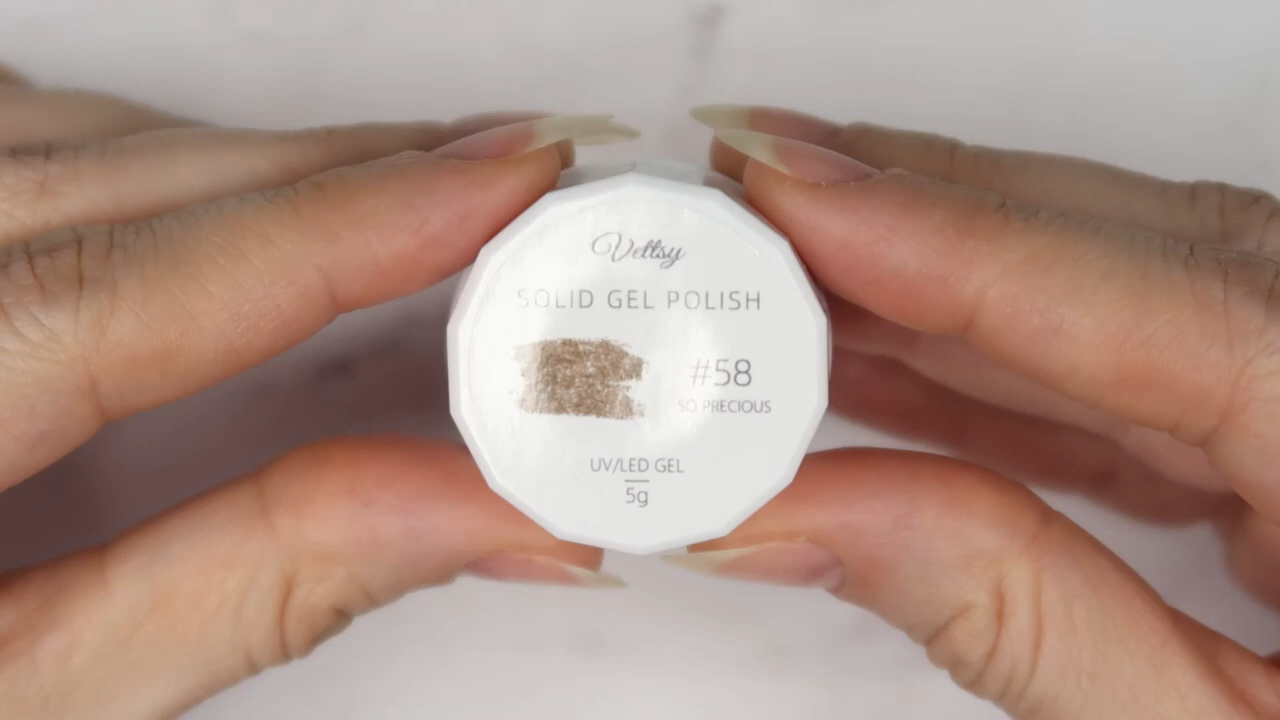 Vettsy
SOLID GEL POLISH
#58
SO PRECIOUS
UV/LED GEL
5g